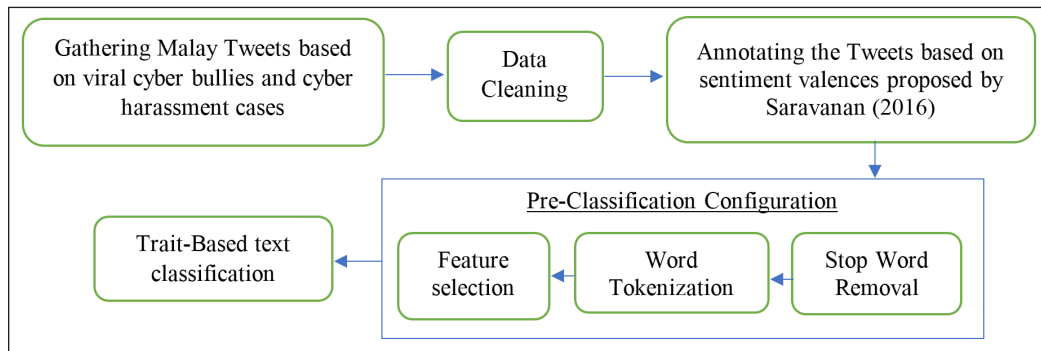 Gathering Malay Tweets based
on viral cyber bullies and cyber
harassment cases
Data
Cleaning
Annotating the Tweets based on
sentiment valences proposed by
Saravanan (2016)
Pre-Classification Configuration
Stop Word
Removal
Word
Tokenization
Feature
selection
Trait-Based text
classification